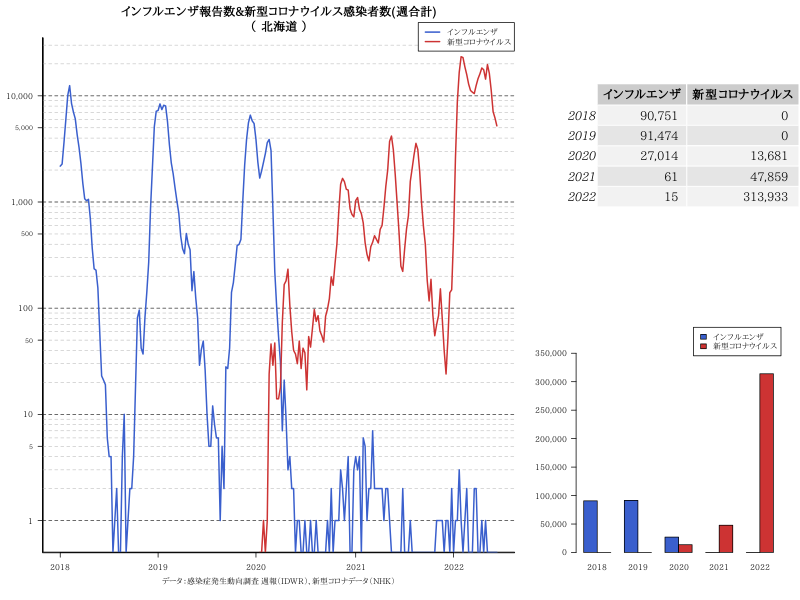 インフルエンザ報告数&新型コロナウイルス感染者数(週合計)
( 北海道 )
インフルエンザ
新型コロナウイルス
10,000
5,000
1,000
500
100
50
10
5
1
2018 2019 2020 2021 2022
データ:感染症発生動向調査 週報(IDWR)、新型コロナデータ(NHK)
インフルエンザ 新型コロナウイルス
2018 90,751 0
2019 91,474 0
2020 27,014 13,681
2021 61 47,859
2022 15 313,933
インフルエンザ
新型コロナウイルス
350,000
300,000
250,000
200,000
150,000
100,000
50,000
0
2018 2019 2020 2021 2022